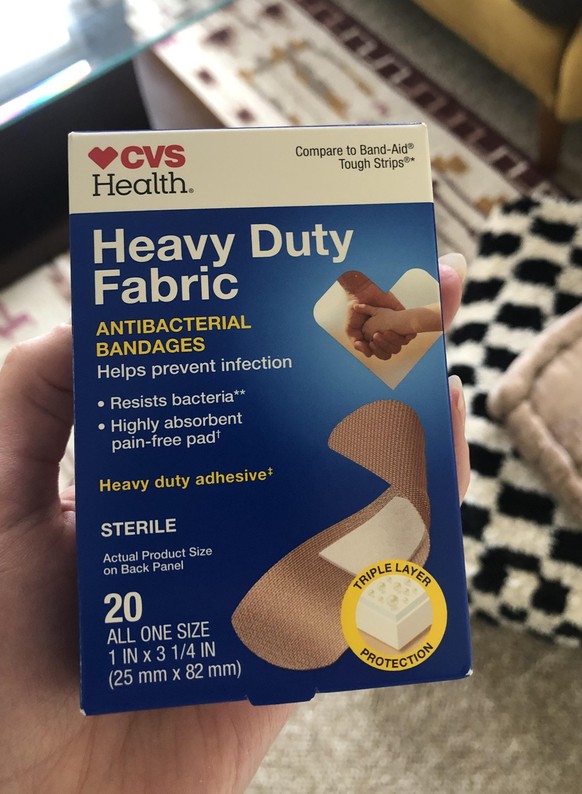 CVS
Health®
Compare to Band-Aid®
Tough Strips®*
Heavy Duty
Fabric
ANTIBACTERIAL
BANDAGES
Helps prevent infection
• Resists bacteria**
• Highly absorbent
pain-free pad†
Heavy duty adhesive‡
STERILE
Actual Product Size
on Back Panel
20
ALL ONE SIZE
1 IN x 3 1/4 IN
(25 mm x 82 mm)
TRIPLE LAYER
PROTECTION